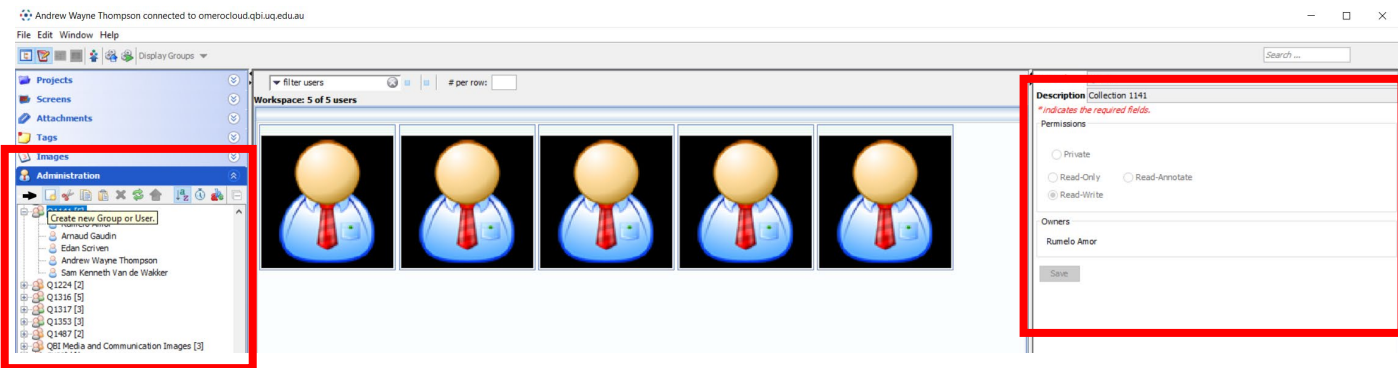 Andrew Wayne Thompson connected to omerocloud.qbi.uq.edu.au
File Edit Window Help
Display Groups
Search ...
Projects
Screens
Attachments
Tags
Images
Administration
Create new Group or User.
Arnaud Gaudin
Edan Scriven
Andrew Wayne Thompson
Sam Kenneth Van de Wakker
Q1224 [2]
Q1316 [5]
Q1317 [3]
Q1353 [3]
Q1487 [2]
QBI Media and Communication Images [3]
filter users
# per row:
Workspace: 5 of 5 users
Description Collection 1141
* indicates the required fields.
Permissions
Private
Read-Only Read-Annotate
Read-Write
Owners
Rumelo Amor
Save